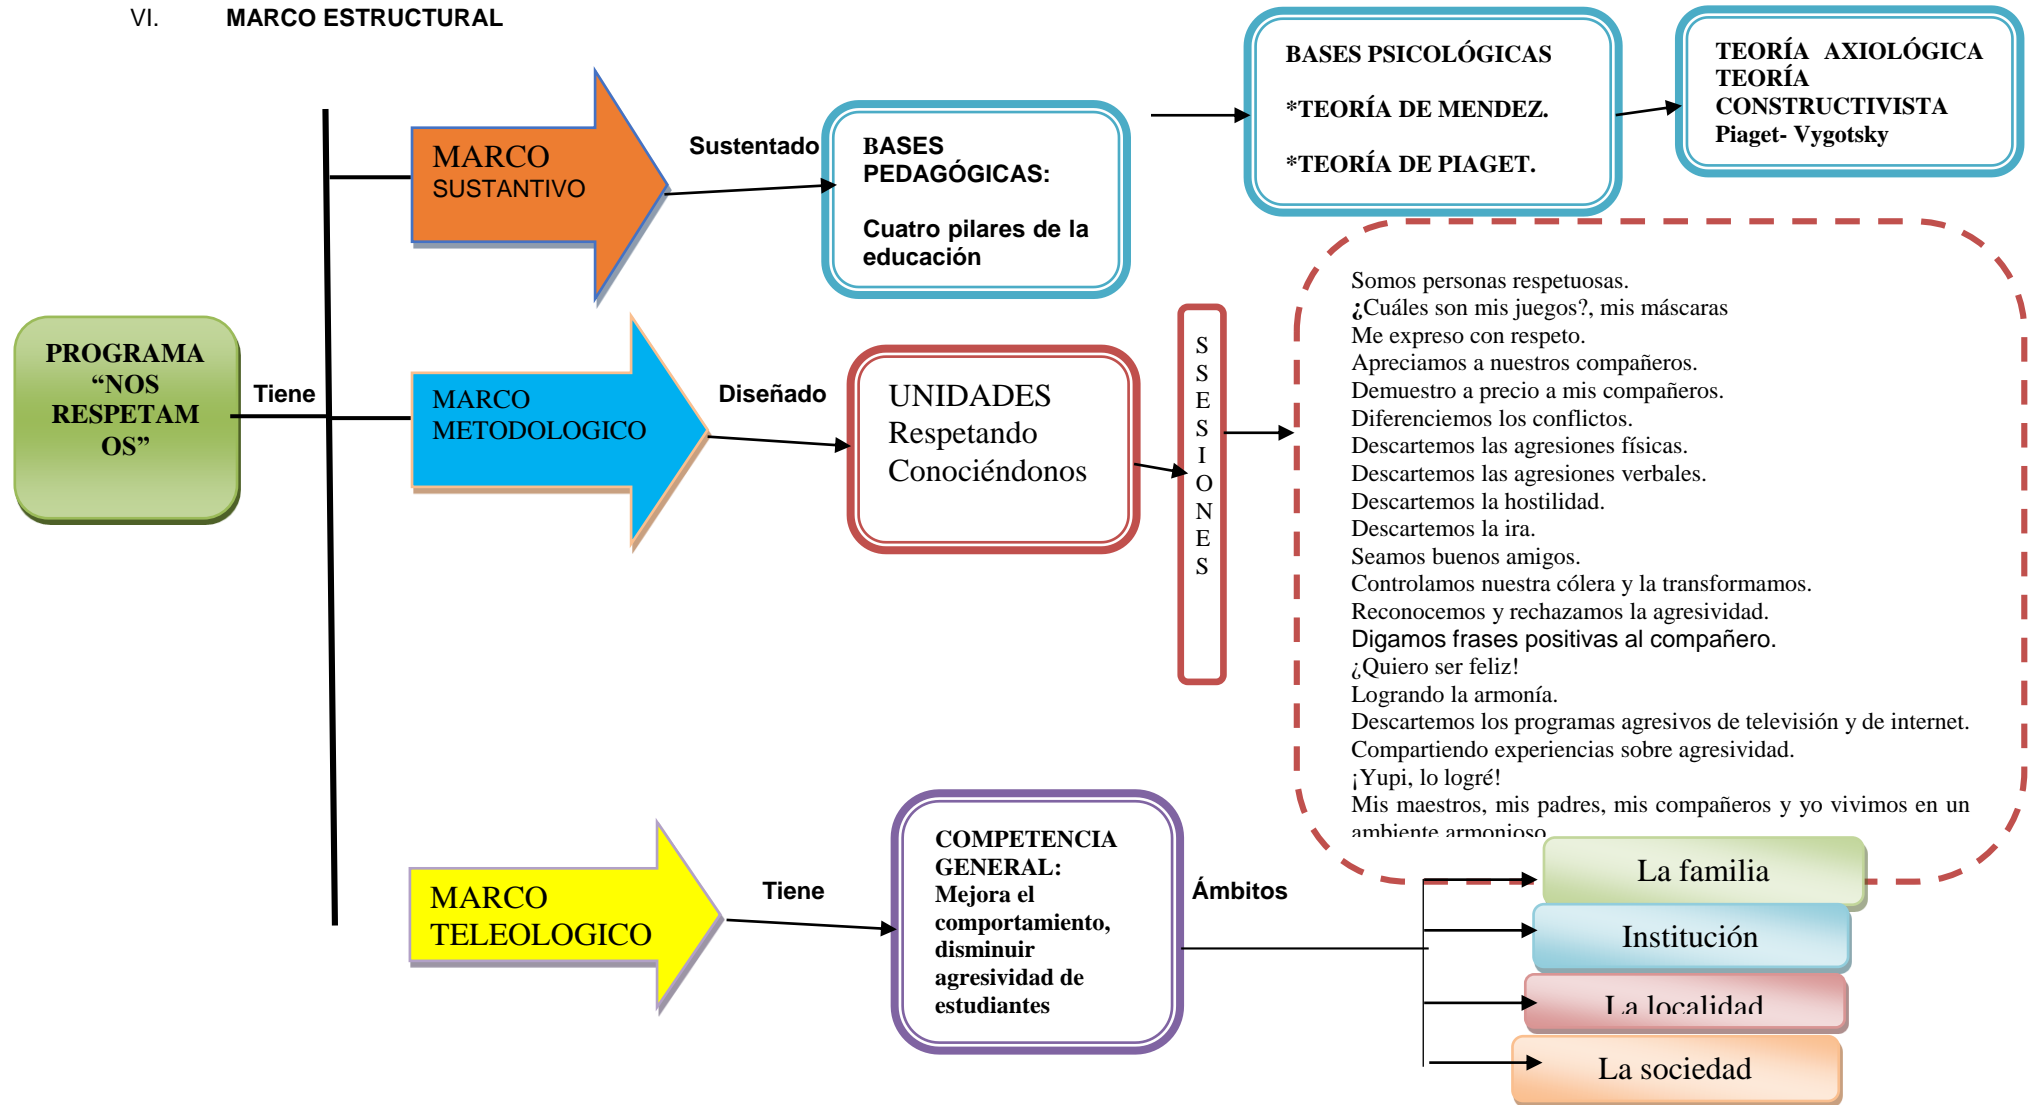 VI. MARCO ESTRUCTURAL
PROGRAMA
“NOS
RESPETAM
OS”
Tiene
MARCO
SUSTANTIVO
Sustentado
BASES
PEDAGÓGICAS:
Cuatro pilares de la
educación
BASES PSICOLÓGICAS
*TEORÍA DE MENDEZ.
*TEORÍA DE PIAGET.
TEORÍA AXIOLÓGICA
TEORÍA
CONSTRUCTIVISTA
Piaget- Vygotsky
MARCO
METODOLOGICO
Diseñado
UNIDADES
Respetando
Conociéndonos
S
S
E
S
I
O
N
E
S
Somos personas respetuosas.
¿Cuáles son mis juegos?, mis máscaras
Me expreso con respeto.
Apreciamos a nuestros compañeros.
Demuestro a precio a mis compañeros.
Diferenciemos los conflictos.
Descartemos las agresiones físicas.
Descartemos las agresiones verbales.
Descartemos la hostilidad.
Descartemos la ira.
Seamos buenos amigos.
Controlamos nuestra cólera y la transformamos.
Reconocemos y rechazamos la agresividad.
Digamos frases positivas al compañero.
¿Quiero ser feliz!
Logrando la armonía.
Descartemos los programas agresivos de televisión y de internet.
Compartiendo experiencias sobre agresividad.
¡Yupi, lo logré!
Mis maestros, mis padres, mis compañeros y yo vivimos en un
ambiente armonioso
MARCO
TELEOLOGICO
Tiene
COMPETENCIA
GENERAL:
Mejora el
comportamiento,
disminuir
agresividad de
estudiantes
Ámbitos
La familia
Institución
La localidad
La sociedad